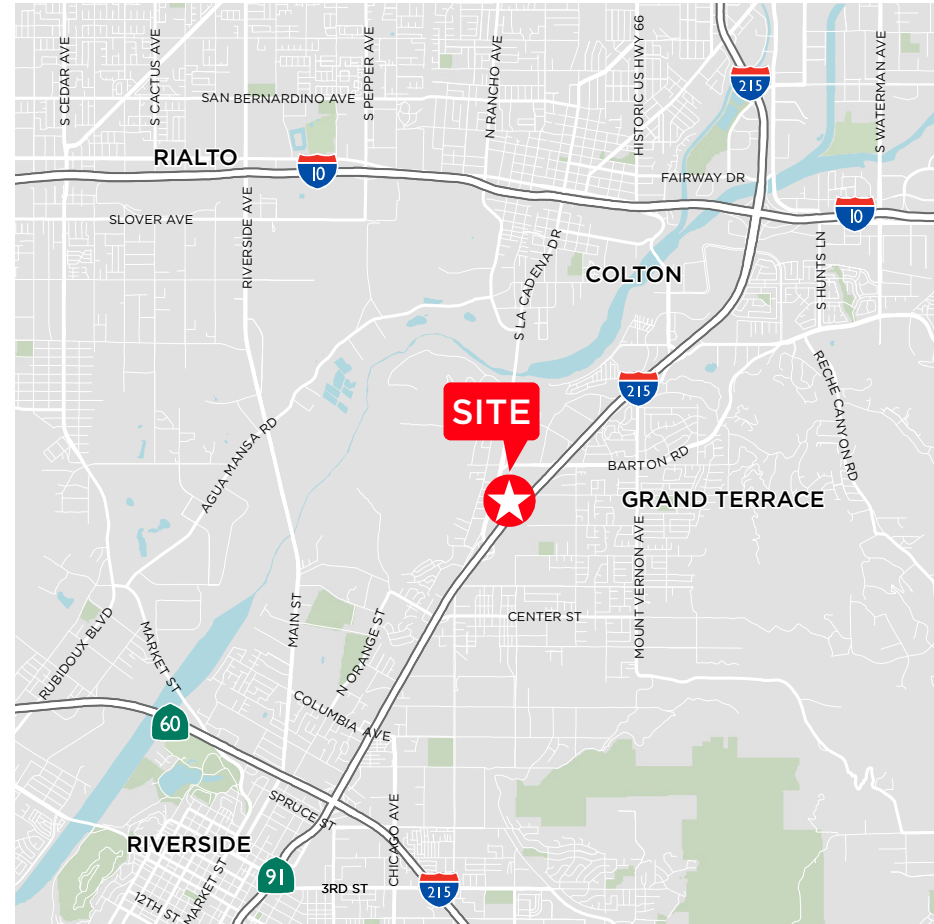 S CEDAR AVE
S CACTUS AVE
S PEPPER AVE
N RANCHO AVE
HISTORIC US HWY 66
215
S WATERMAN AVE
SAN BERNARDINO AVE
RIALTO
10
FAIRWAY DR
10
SLOVER AVE
RIVERSIDE AVE
S LA CADENA DR
COLTON
S HUNTS LN
215
RECHE CANYON RD
SITE
AGUA MANSA RD
BARTON RD
GRAND TERRACE
MOUNT VERNON AVE
CENTER ST
MAIN ST
N ORANGE ST
RUBIDOUX BLVD
MARKET ST
COLUMBIA AVE
60
SPRUCE ST
CHICAGO AVE
RIVERSIDE
91
3RD ST
215
MARKET ST
12TH ST